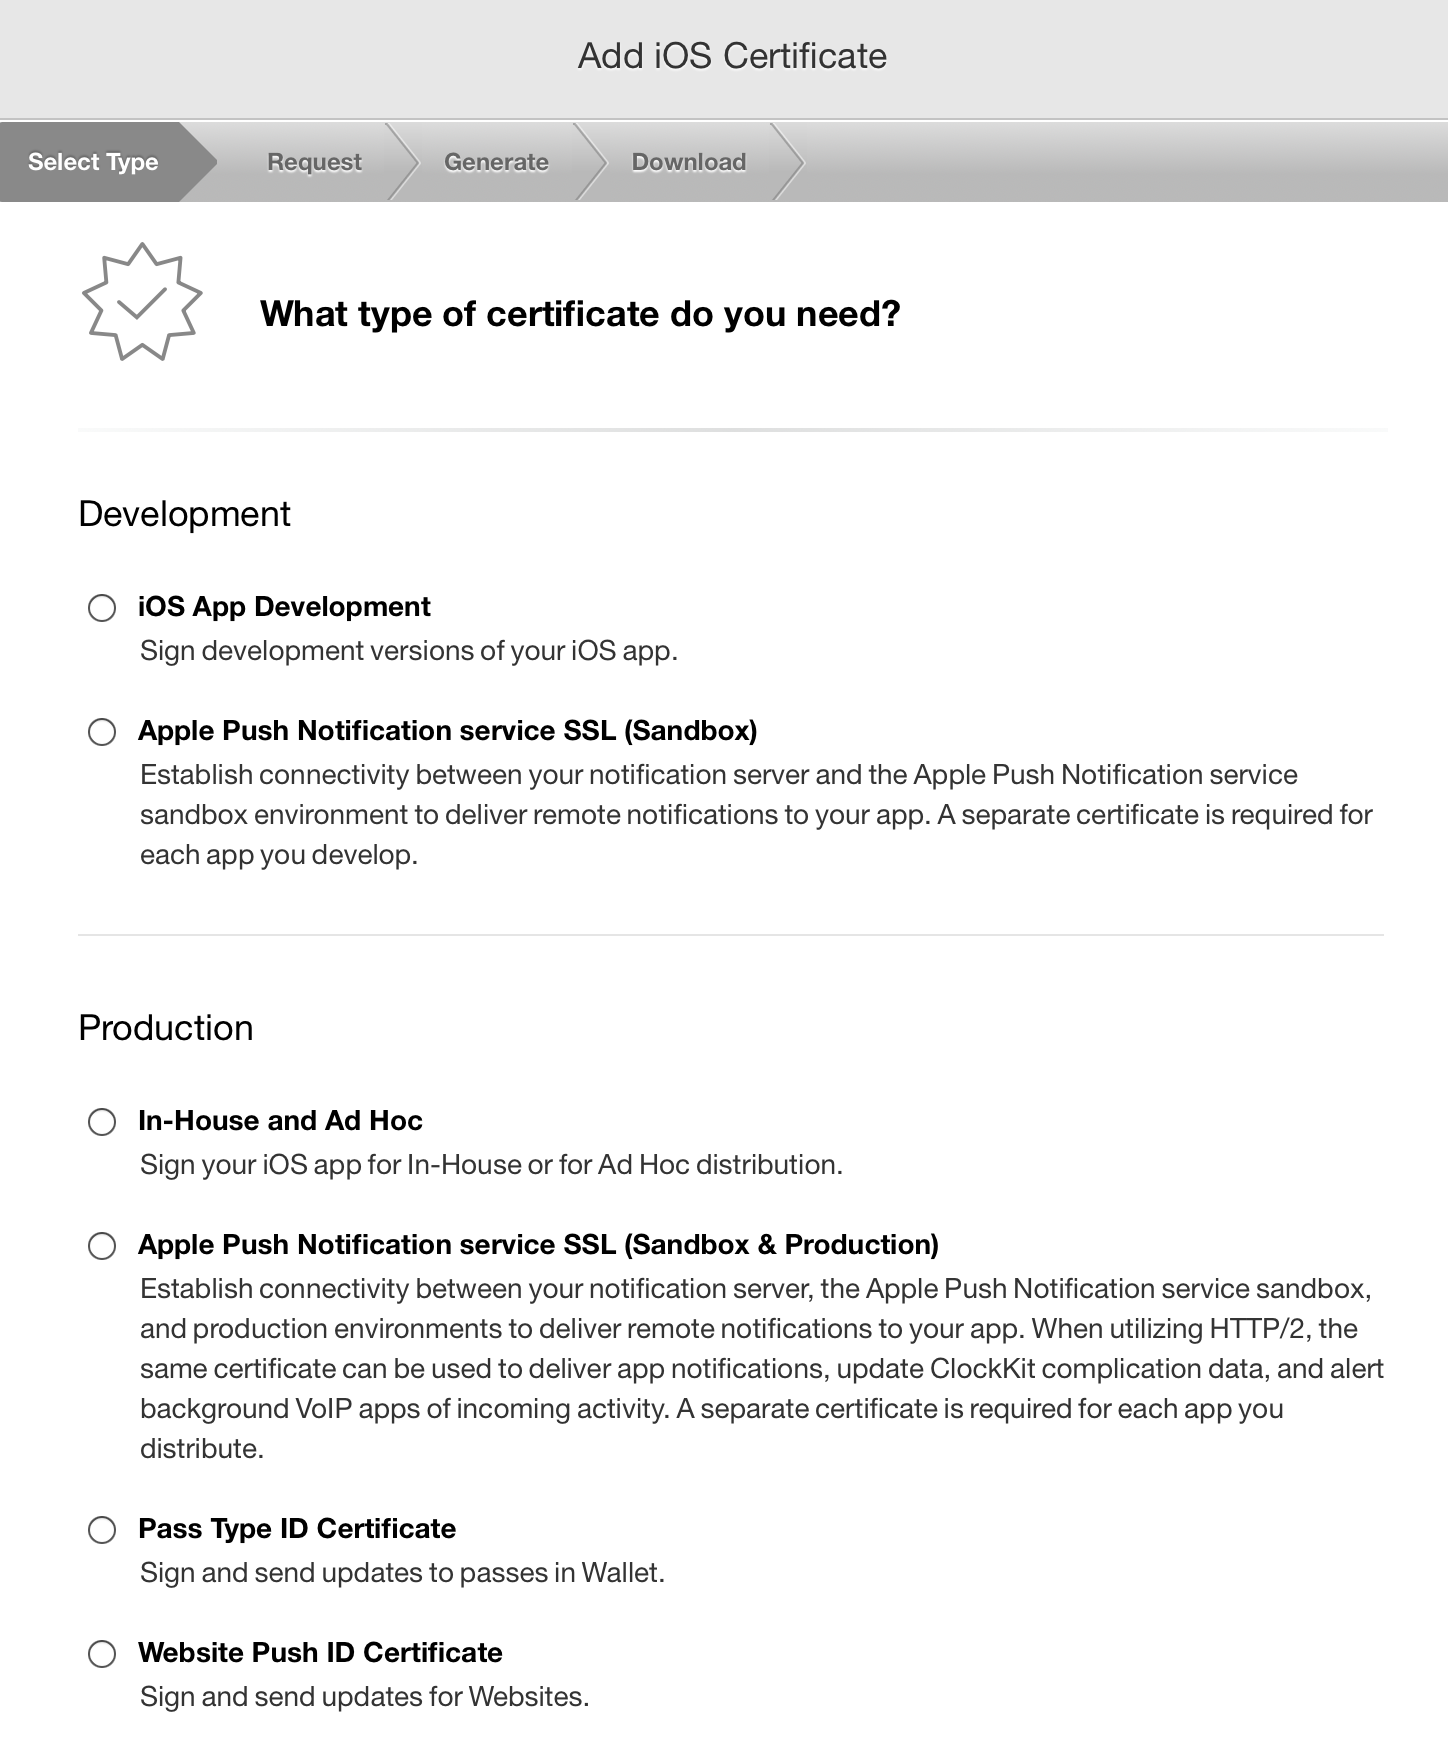 Add iOS Certificate
Select Type
Request
Generate
Download
What type of certificate do you need?
Development
iOS App Development
Sign development versions of your iOS app.
Apple Push Notification service SSL (Sandbox)
Establish connectivity between your notification server and the Apple Push Notification service
sandbox environment to deliver remote notifications to your app. A separate certificate is required for
each app you develop.
Production
In-House and Ad Hoc
Sign your iOS app for In-House or for Ad Hoc distribution.
Apple Push Notification service SSL (Sandbox & Production)
Establish connectivity between your notification server, the Apple Push Notification service sandbox,
and production environments to deliver remote notifications to your app. When utilizing HTTP/2, the
same certificate can be used to deliver app notifications, update ClockKit complication data, and alert
background VoIP apps of incoming activity. A separate certificate is required for each app you
distribute.
Pass Type ID Certificate
Sign and send updates to passes in Wallet.
Website Push ID Certificate
Sign and send updates for Websites.